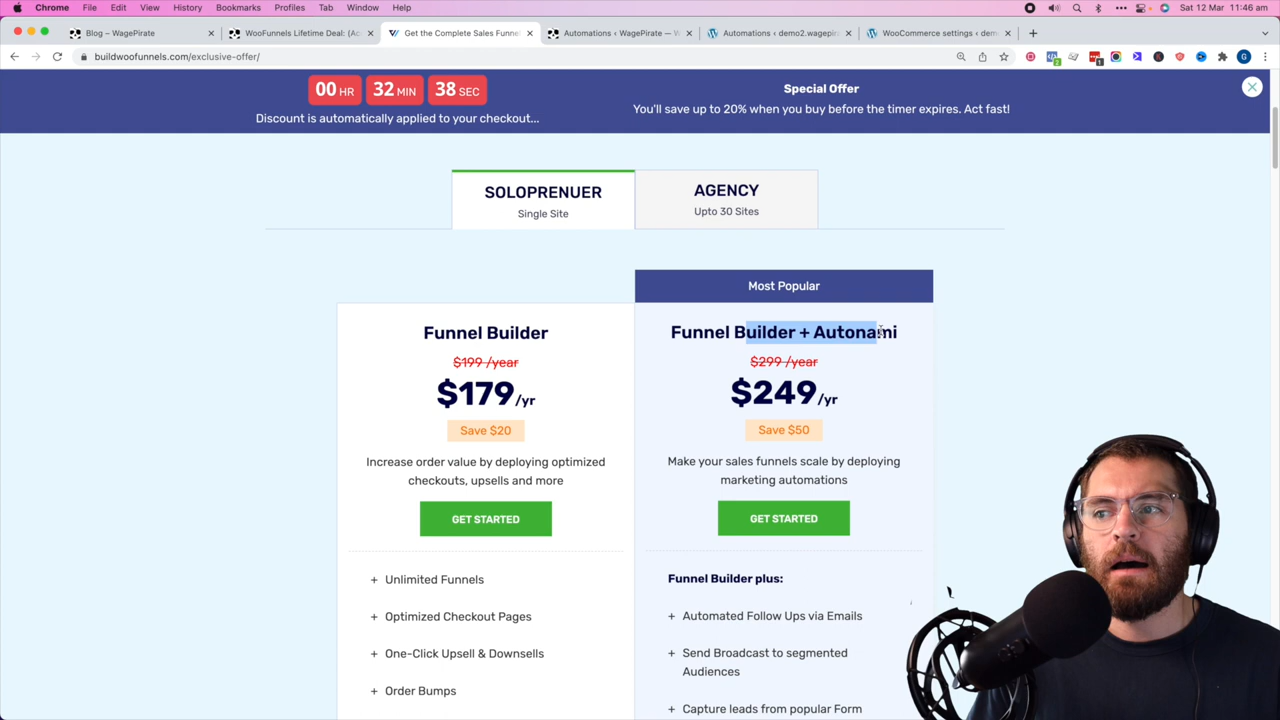 Chrome File Edit View History Bookmarks Profiles Tab Window Help
Sat 12 Mar 11:46 am
Blog – WagePirate
WooFunnels Lifetime Deal: (Ac
Get the Complete Sales Funne
Automations ‹ WagePirate — W
Automations ‹ demo2.wagepir
WooCommerce settings ‹ dem
buildwoofunnels.com/exclusive-offer/
00 HR 32 MIN 38 SEC
Discount is automatically applied to your checkout...
Special Offer
You'll save up to 20% when you buy before the timer expires. Act fast!
SOLOPRENUER
Single Site
AGENCY
Upto 30 Sites
Most Popular
Funnel Builder
$199 /year
$179 /yr
Save $20
Increase order value by deploying optimized
checkouts, upsells and more
GET STARTED
+ Unlimited Funnels
+ Optimized Checkout Pages
+ One-Click Upsell & Downsells
+ Order Bumps
Funnel Builder + Autonami
$299 /year
$249 /yr
Save $50
Make your sales funnels scale by deploying
marketing automations
GET STARTED
Funnel Builder plus:
+ Automated Follow Ups via Emails
+ Send Broadcast to segmented
Audiences
+ Capture leads from popular Form